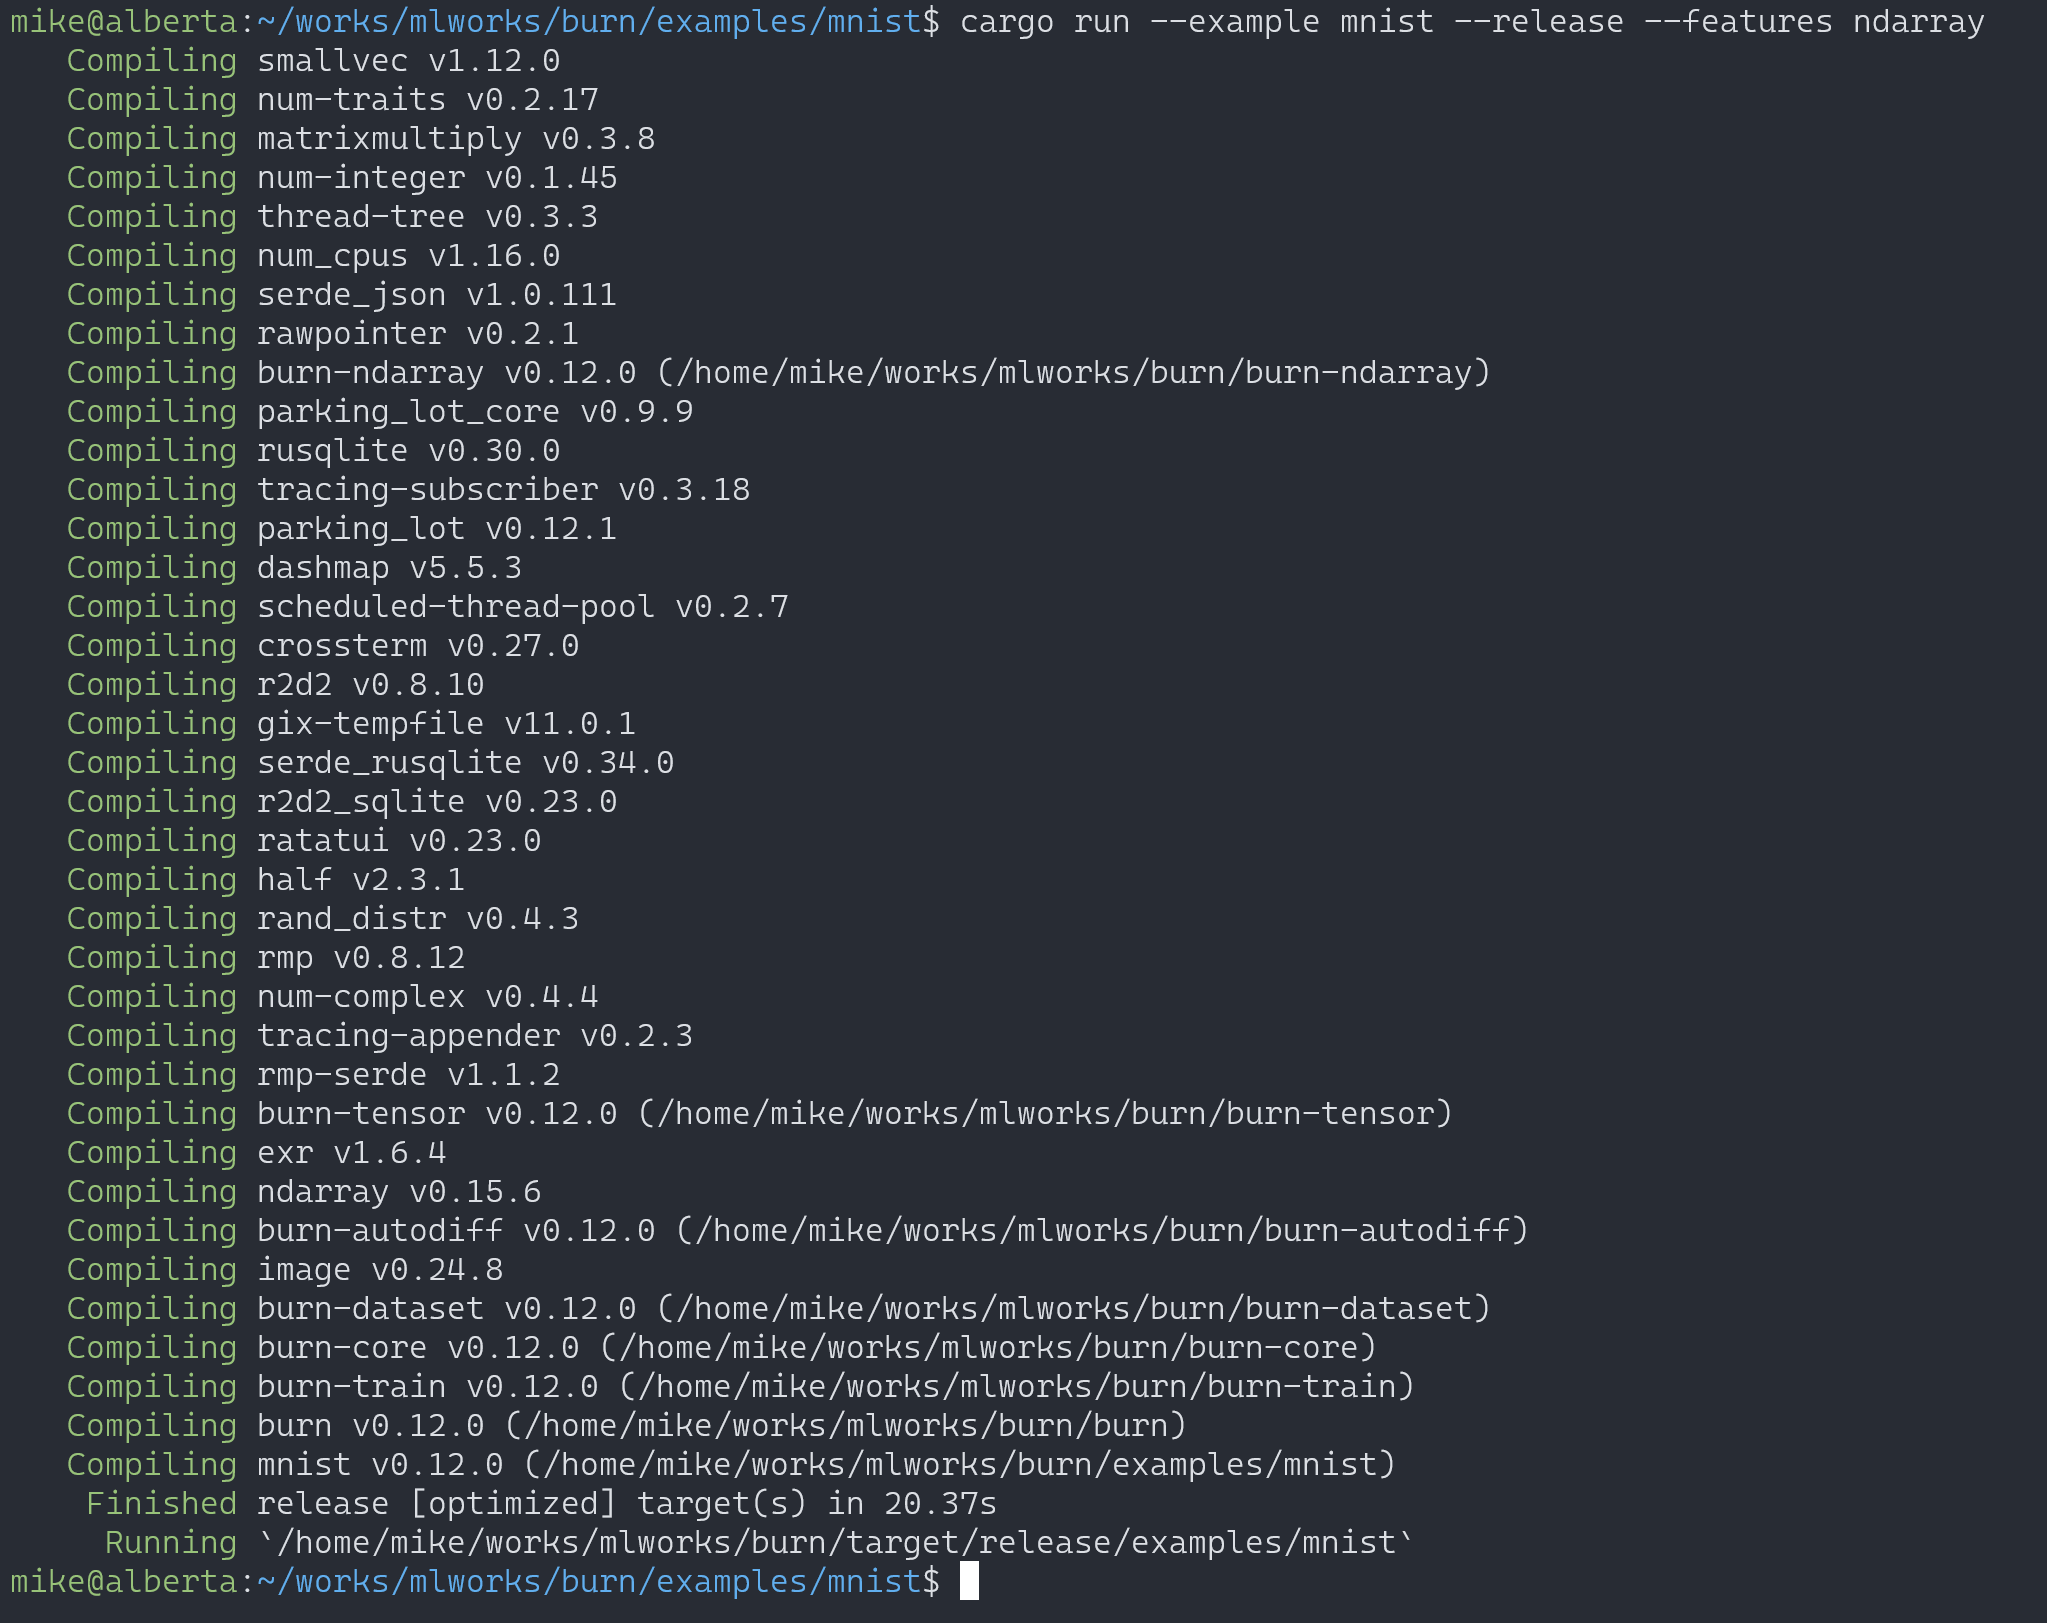 mike@alberta:~/works/mlworks/burn/examples/mnist$ cargo run --example mnist --release --features ndarray
Compiling smallvec v1.12.0
Compiling num-traits v0.2.17
Compiling matrixmultiply v0.3.8
Compiling num-integer v0.1.45
Compiling thread-tree v0.3.3
Compiling num_cpus v1.16.0
Compiling serde_json v1.0.111
Compiling rawpointer v0.2.1
Compiling burn-ndarray v0.12.0 (/home/mike/works/mlworks/burn/burn-ndarray)
Compiling parking_lot_core v0.9.9
Compiling rusqlite v0.30.0
Compiling tracing-subscriber v0.3.18
Compiling parking_lot v0.12.1
Compiling dashmap v5.5.3
Compiling scheduled-thread-pool v0.2.7
Compiling crossterm v0.27.0
Compiling r2d2 v0.8.10
Compiling gix-tempfile v11.0.1
Compiling serde_rusqlite v0.34.0
Compiling r2d2_sqlite v0.23.0
Compiling ratatui v0.23.0
Compiling half v2.3.1
Compiling rand_distr v0.4.3
Compiling rmp v0.8.12
Compiling num-complex v0.4.4
Compiling tracing-appender v0.2.3
Compiling rmp-serde v1.1.2
Compiling burn-tensor v0.12.0 (/home/mike/works/mlworks/burn/burn-tensor)
Compiling exr v1.6.4
Compiling ndarray v0.15.6
Compiling burn-autodiff v0.12.0 (/home/mike/works/mlworks/burn/burn-autodiff)
Compiling image v0.24.8
Compiling burn-dataset v0.12.0 (/home/mike/works/mlworks/burn/burn-dataset)
Compiling burn-core v0.12.0 (/home/mike/works/mlworks/burn/burn-core)
Compiling burn-train v0.12.0 (/home/mike/works/mlworks/burn/burn-train)
Compiling burn v0.12.0 (/home/mike/works/mlworks/burn/burn)
Compiling mnist v0.12.0 (/home/mike/works/mlworks/burn/examples/mnist)
Finished release [optimized] target(s) in 20.37s
Running `/home/mike/works/mlworks/burn/target/release/examples/mnist`
mike@alberta:~/works/mlworks/burn/examples/mnist$